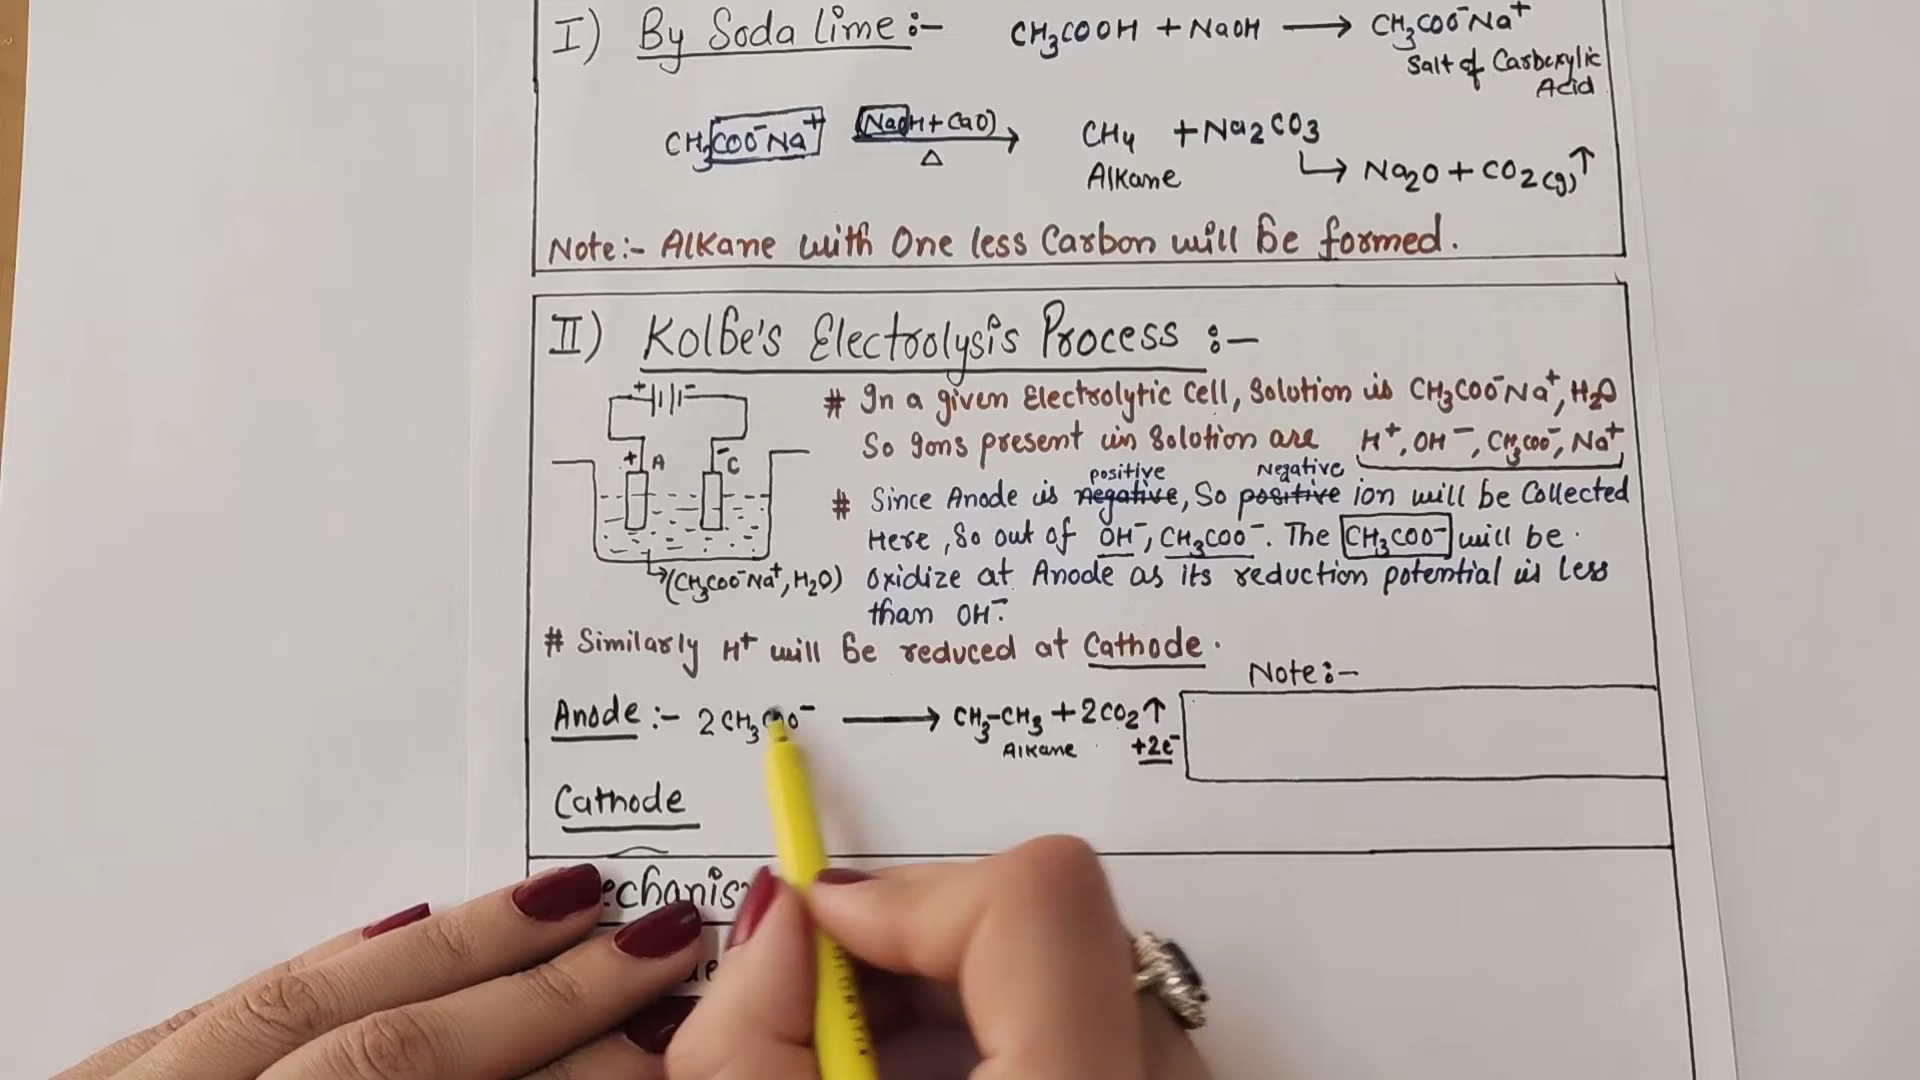 I) By Soda lime :- CH3COOH + NaOH ⟶ CH3COO⁻Na⁺
Salt of Carboxylic
Acid
CH3COO⁻Na⁺ (NaOH + CaO) ⟶ CH4 + Na2CO3
Δ
Alkane ↳ Na2O + CO2(g)↑
Note:- Alkane with One less Carbon will be formed.
II) Kolbe's Electrolysis Process :-
# In a given Electrolytic Cell, Solution is CH3COO⁻Na⁺, H2O
So Ions present in Solution are H⁺, OH⁻, CH3COO⁻, Na⁺
positive Negative
# Since Anode is negative, So positive ion will be Collected
Here, So out of OH⁻, CH3COO⁻. The CH3COO⁻ will be
oxidize at Anode as its reduction potential is less
than OH⁻.
+ -
+ A - C
(CH3COO⁻Na⁺, H2O)
# Similarly H⁺ will be reduced at Cathode.
Note:-
Anode :- 2CH3COO⁻ ⟶ CH3-CH3 + 2CO2↑
Alkane +2e⁻
Cathode